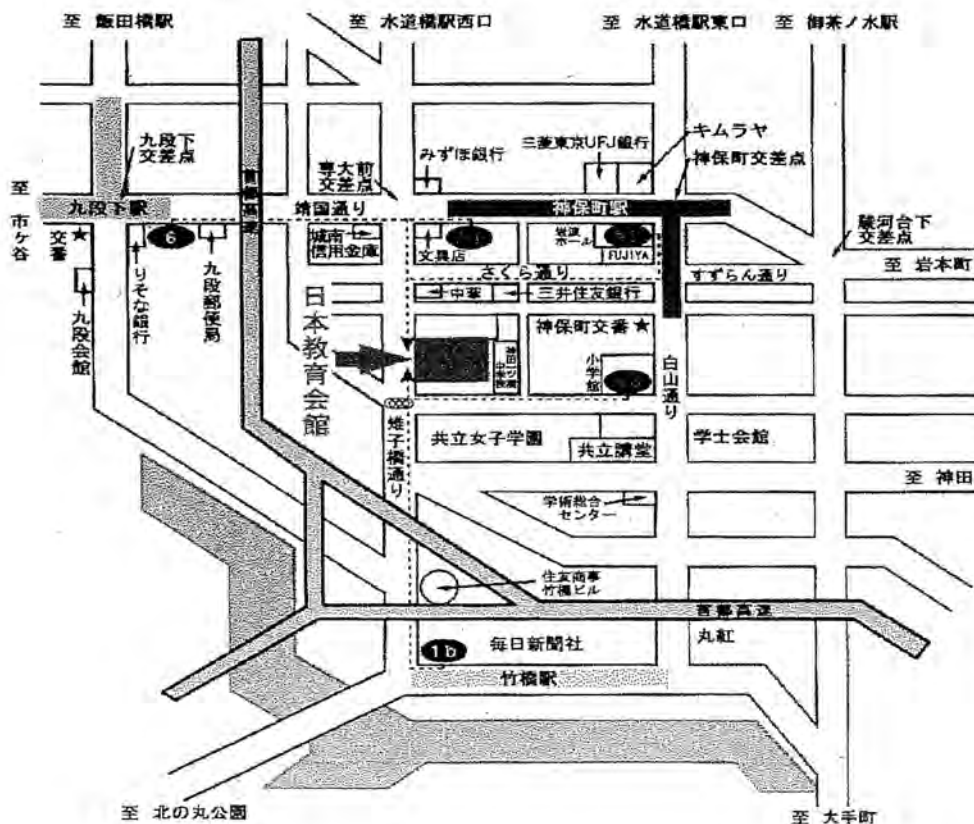 至 飯田橋駅
至 水道橋駅西口
至 水道橋駅東口
至 御茶ノ水駅
九段下
交差点
専大前
交差点
みずほ銀行
三菱東京UFJ銀行
キムラヤ
神保町交差点
至
市ヶ谷
九段下駅
首都高速
靖国通り
神保町駅
駿河台下
交差点
交番
6
城南
信用金庫
文具店
岩波
ホール
FUJIYA
至 岩本町
さくら通り
すずらん通り
九段会館
りそな銀行
九段郵便局
中華
三井住友銀行
日本教育会館
神保町交番
小学館
白山通り
雉子橋通り
共立女子学園
共立講堂
学士会館
至 神田
学術総合
センター
住友商事
竹橋ビル
首都高速
丸紅
1b
毎日新聞社
竹橋駅
至 北の丸公園
至 大手町